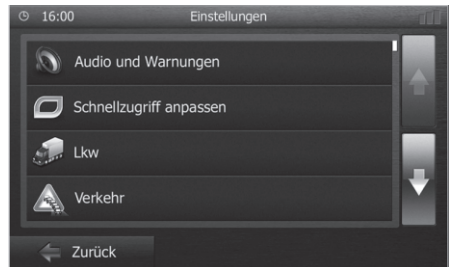 16:00 Einstellungen
Audio und Warnungen
Schnellzugriff anpassen
Lkw
Verkehr
Zurück